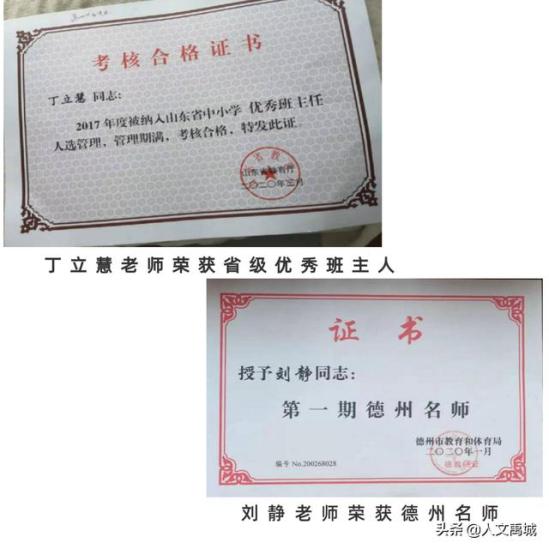 考核合格证书
丁立慧 同志：
2017年度被纳入山东省中小学 优秀班主任
人选管理，管理期满，考核合格，特发此证。
山东省教育厅
二〇二〇年三月
丁立慧老师荣获省级优秀班主人
证书
授予刘静同志：
第一期德州名师
德州市教育和体育局
二〇二〇年一月
编号 No.200268028
刘静老师荣获德州名师
头条 @人文禹城